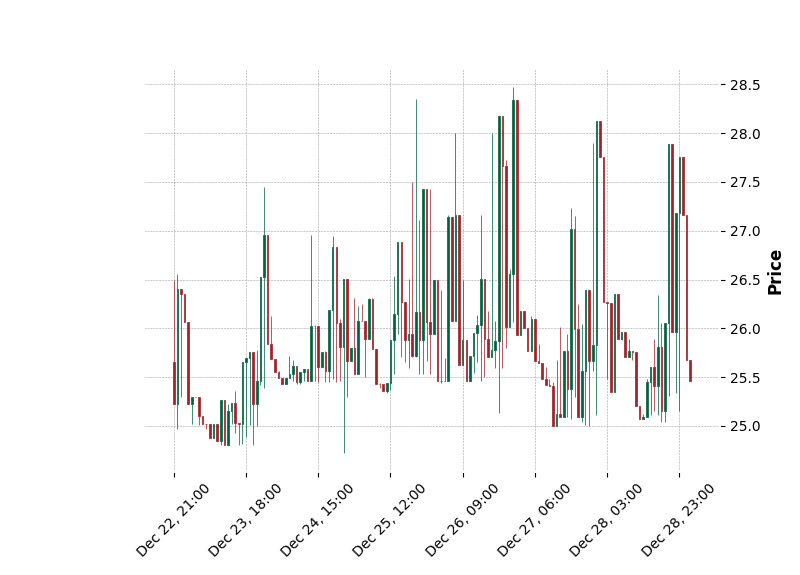 28.5
28.0
27.5
27.0
26.5
26.0
25.5
25.0
Price
Dec 22, 21:00
Dec 23, 18:00
Dec 24, 15:00
Dec 25, 12:00
Dec 26, 09:00
Dec 27, 06:00
Dec 28, 03:00
Dec 28, 23:00